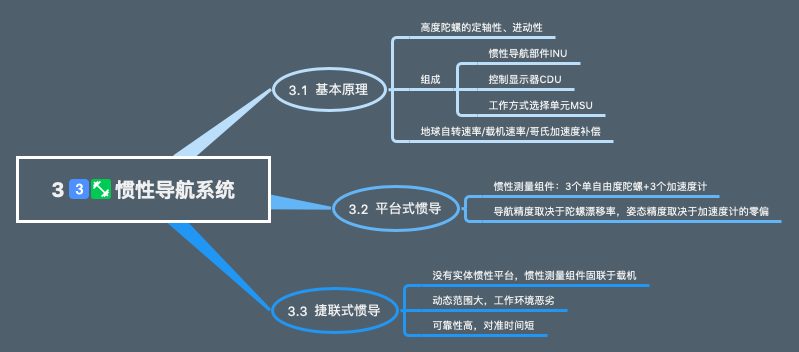 3 3 惯性导航系统
3.1 基本原理
高度陀螺的定轴性、进动性
组成
惯性导航部件INU
控制显示器CDU
工作方式选择单元MSU
地球自转速率/载机速率/哥氏加速度补偿
3.2 平台式惯导
惯性测量组件：3个单自由度陀螺+3个加速度计
导航精度取决于陀螺漂移率，姿态精度取决于加速度计的零偏
3.3 捷联式惯导
没有实体惯性平台，惯性测量组件固联于载机
动态范围大，工作环境恶劣
可靠性高，对准时间短